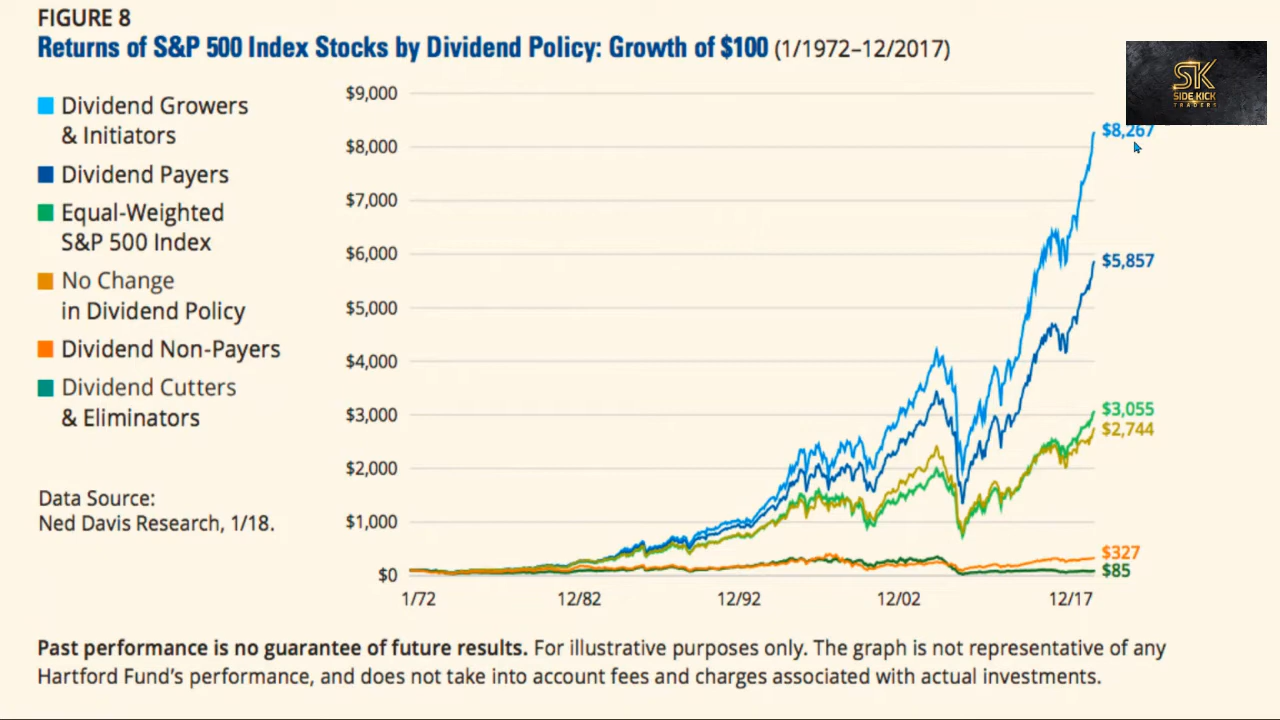 FIGURE 8
Returns of S&P 500 Index Stocks by Dividend Policy: Growth of $100 (1/1972–12/2017)
SK
SIDE KICK
TRADERS
Dividend Growers
& Initiators
Dividend Payers
Equal-Weighted
S&P 500 Index
No Change
in Dividend Policy
Dividend Non-Payers
Dividend Cutters
& Eliminators
Data Source:
Ned Davis Research, 1/18.
$9,000
$8,000
$7,000
$6,000
$5,000
$4,000
$3,000
$2,000
$1,000
$0
$8,267
$5,857
$3,055
$2,744
$327
$85
1/72
12/82
12/92
12/02
12/17
Past performance is no guarantee of future results. For illustrative purposes only. The graph is not representative of any
Hartford Fund's performance, and does not take into account fees and charges associated with actual investments.